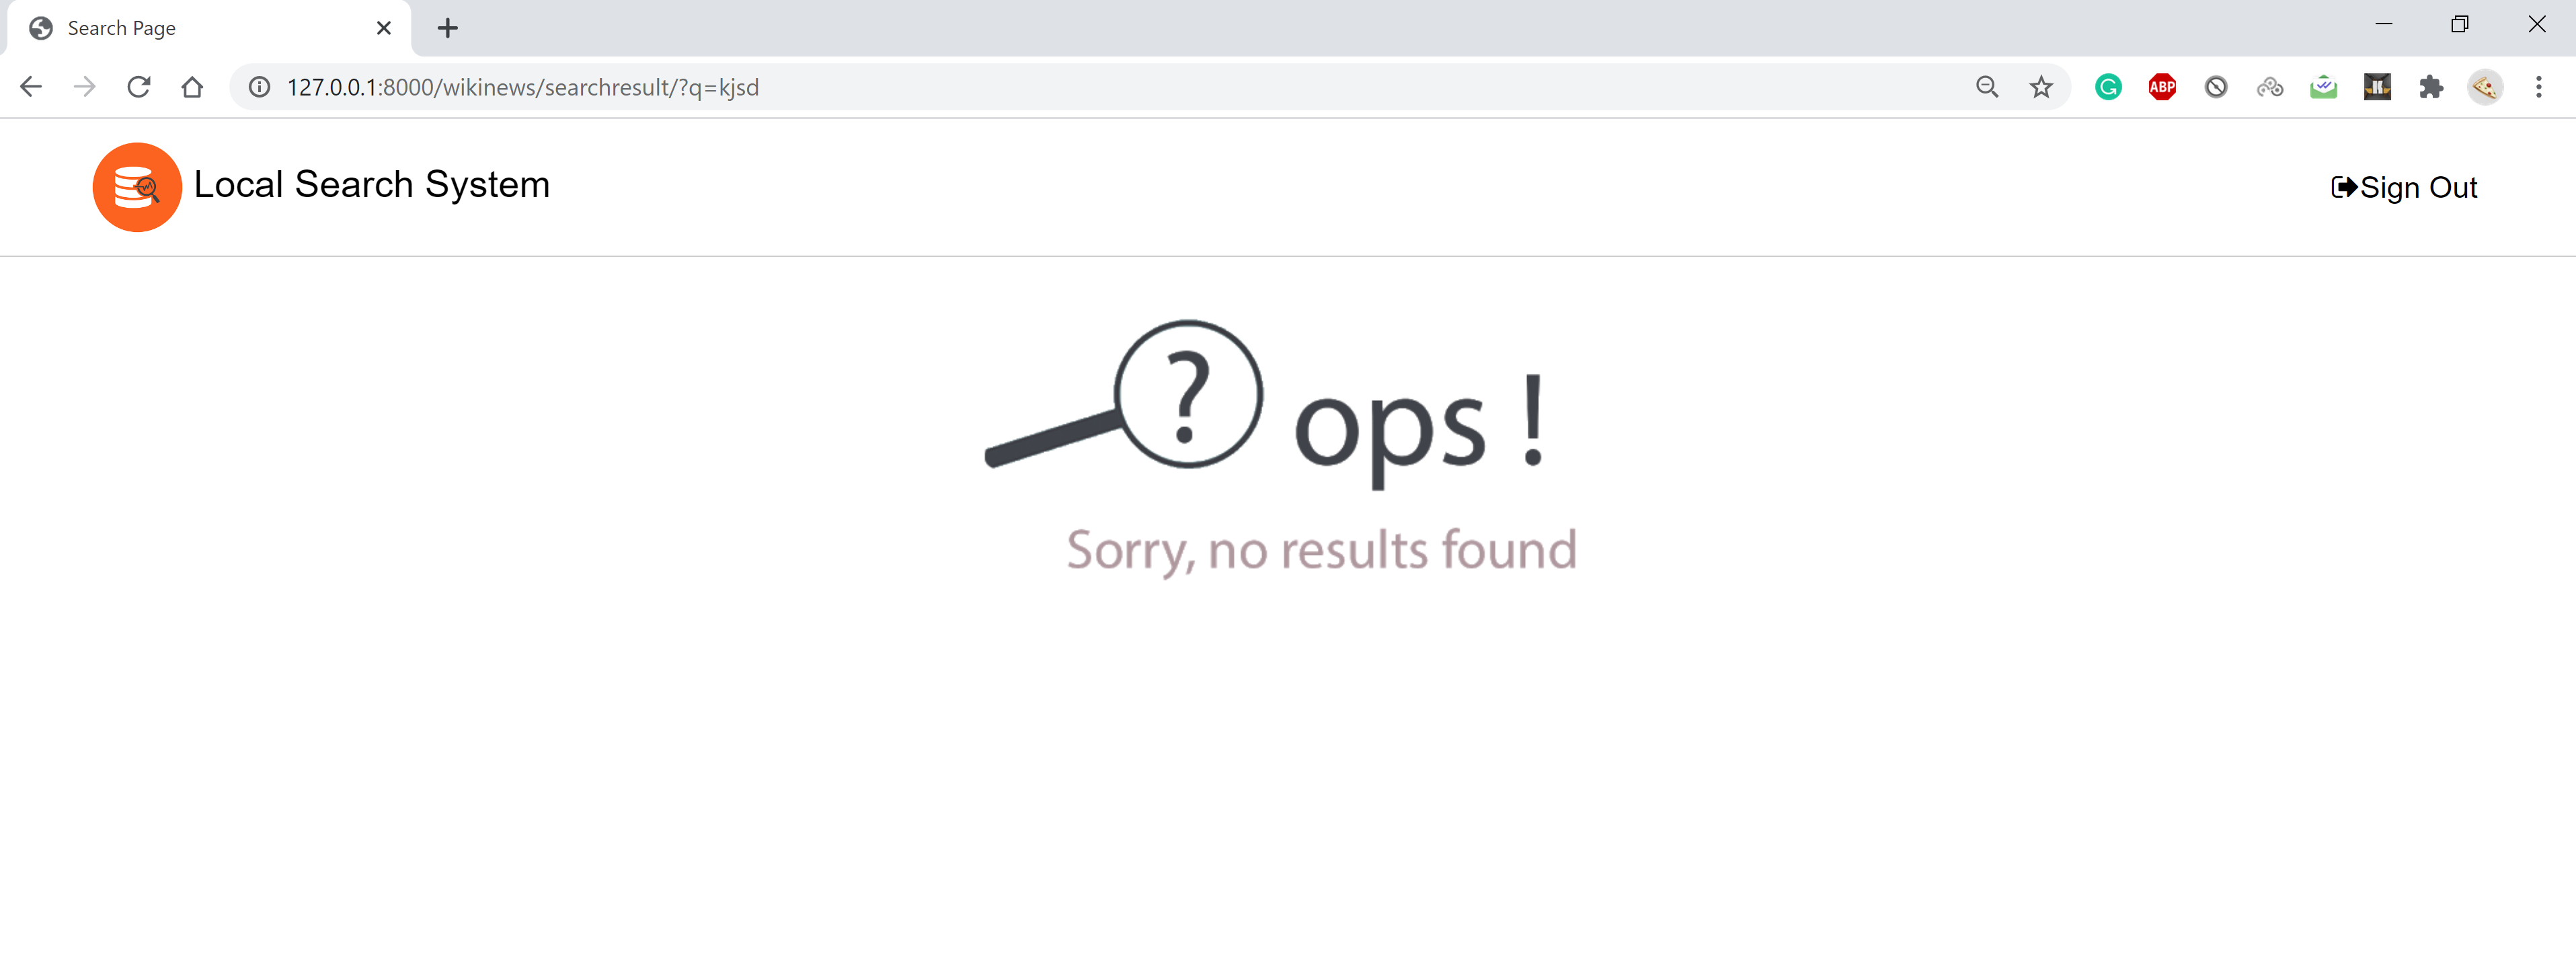 Search Page
127.0.0.1:8000/wikinews/searchresult/?q=kjsd
ABP
Local Search System
Sign Out
? ops !
Sorry, no results found